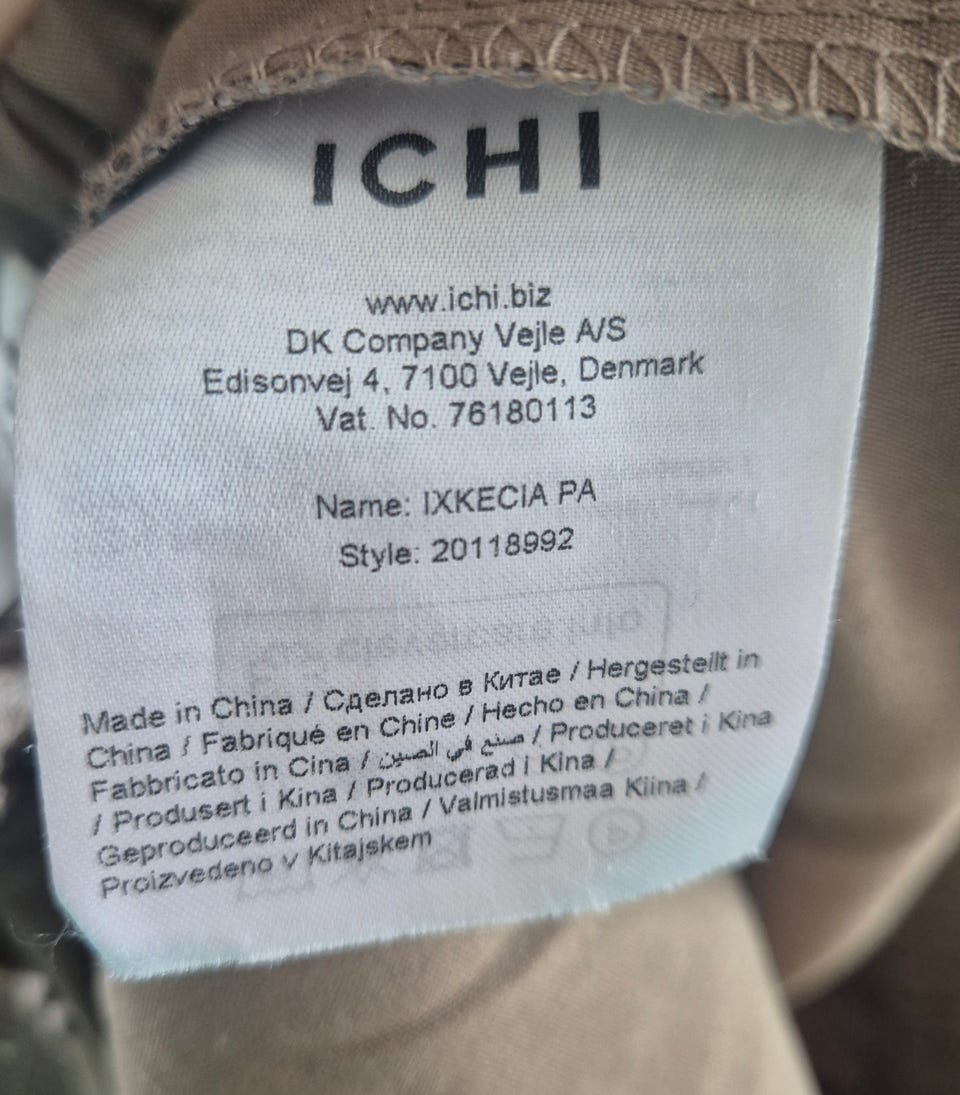 ICHI
www.ichi.biz
DK Company Vejle A/S
Edisonvej 4, 7100 Vejle, Denmark
Vat. No. 76180113
Name: IXKECIA PA
Style: 20118992
Made in China / Сделано в Китае / Hergestellt in
China / Fabriqué en Chine / Hecho en China /
Fabbricato in Cina / صنع في الصين / Produceret i Kina
/ Produsert i Kina / Producerad i Kina /
Geproduceerd in China / Valmistusmaa Kiina /
Proizvedeno v Kitajskem